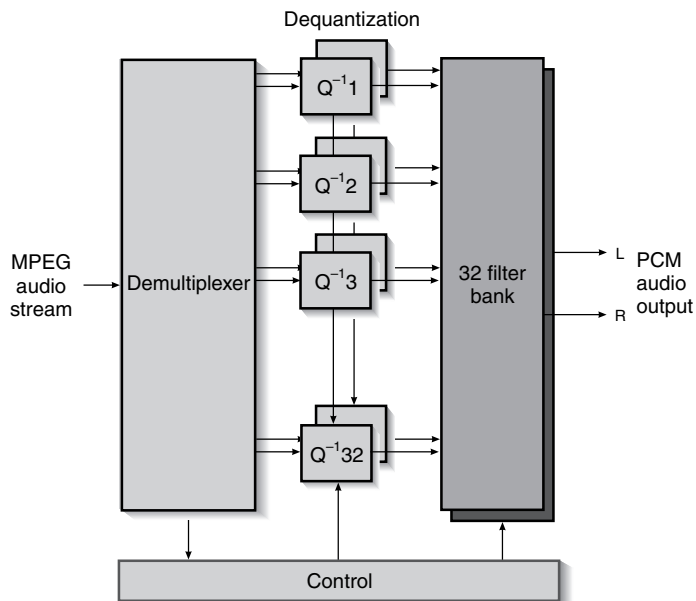 Dequantization
Q⁻¹1
Q⁻¹2
Q⁻¹3
Q⁻¹32
MPEG
audio
stream
Demultiplexer
32 filter
bank
L
R
PCM
audio
output
Control